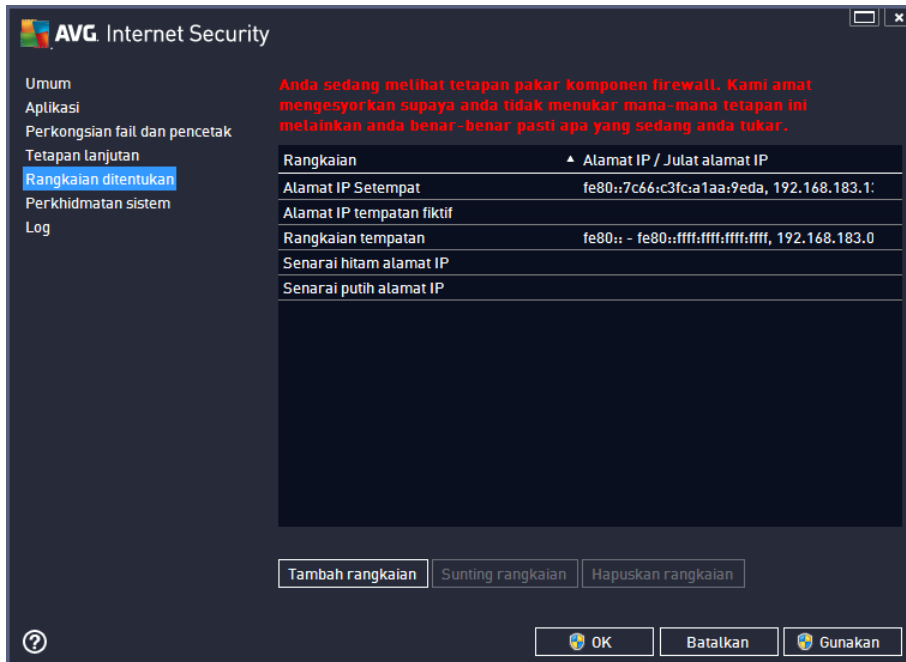 AVG. Internet Security
Umum
Aplikasi
Perkongsian fail dan pencetak
Tetapan lanjutan
Rangkaian ditentukan
Perkhidmatan sistem
Log
Anda sedang melihat tetapan pakar komponen firewall. Kami amat
mengesyorkan supaya anda tidak menukar mana-mana tetapan ini
melainkan anda benar-benar pasti apa yang sedang anda tukar.
Rangkaian Alamat IP / Julat alamat IP
Alamat IP Setempat fe80::7c66:c3fc:a1aa:9eda, 192.168.183.1
Alamat IP tempatan fiktif
Rangkaian tempatan fe80:: - fe80::ffff:ffff:ffff:ffff, 192.168.183.0
Senarai hitam alamat IP
Senarai putih alamat IP
Tambah rangkaian Sunting rangkaian Hapuskan rangkaian
OK Batalkan Gunakan